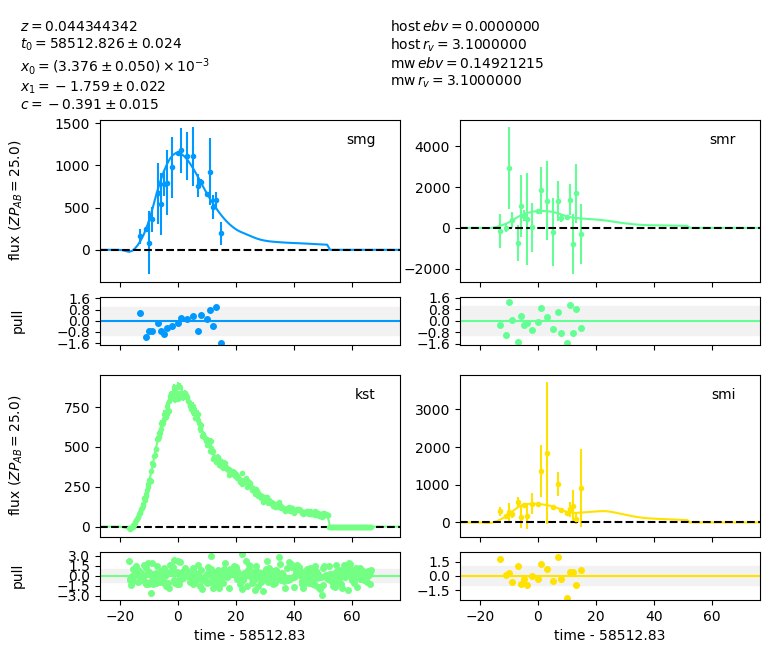 z = 0.044344342
t₀ = 58512.826 ± 0.024
x₀ = (3.376 ± 0.050) × 10⁻³
x₁ = −1.759 ± 0.022
c = −0.391 ± 0.015
host ebv = 0.0000000
host r_v = 3.1000000
mw ebv = 0.14921215
mw r_v = 3.1000000
flux (ZP_AB = 25.0)
1500
1000
500
0
smg
4000
2000
0
−2000
smr
pull
1.6
0.8
0.0
−0.8
−1.6
1.6
0.8
0.0
−0.8
−1.6
flux (ZP_AB = 25.0)
750
500
250
0
kst
3000
2000
1000
0
smi
pull
3.0
1.5
0.0
−1.5
−3.0
1.5
0.0
−1.5
−20 0 20 40 60
time - 58512.83
−20 0 20 40 60
time - 58512.83